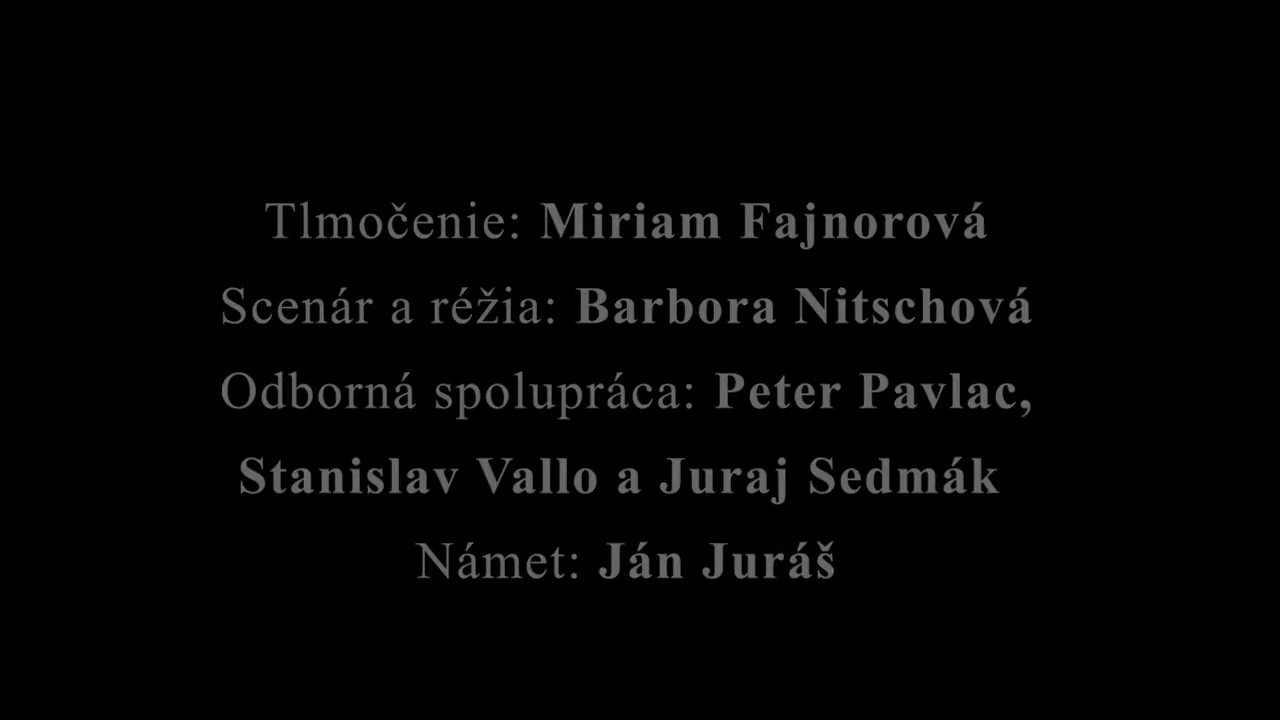 Tlmočenie: Miriam Fajnorová
Scenár a réžia: Barbora Nitschová
Odborná spolupráca: Peter Pavlac,
Stanislav Vallo a Juraj Sedmák
Námet: Ján Juráš